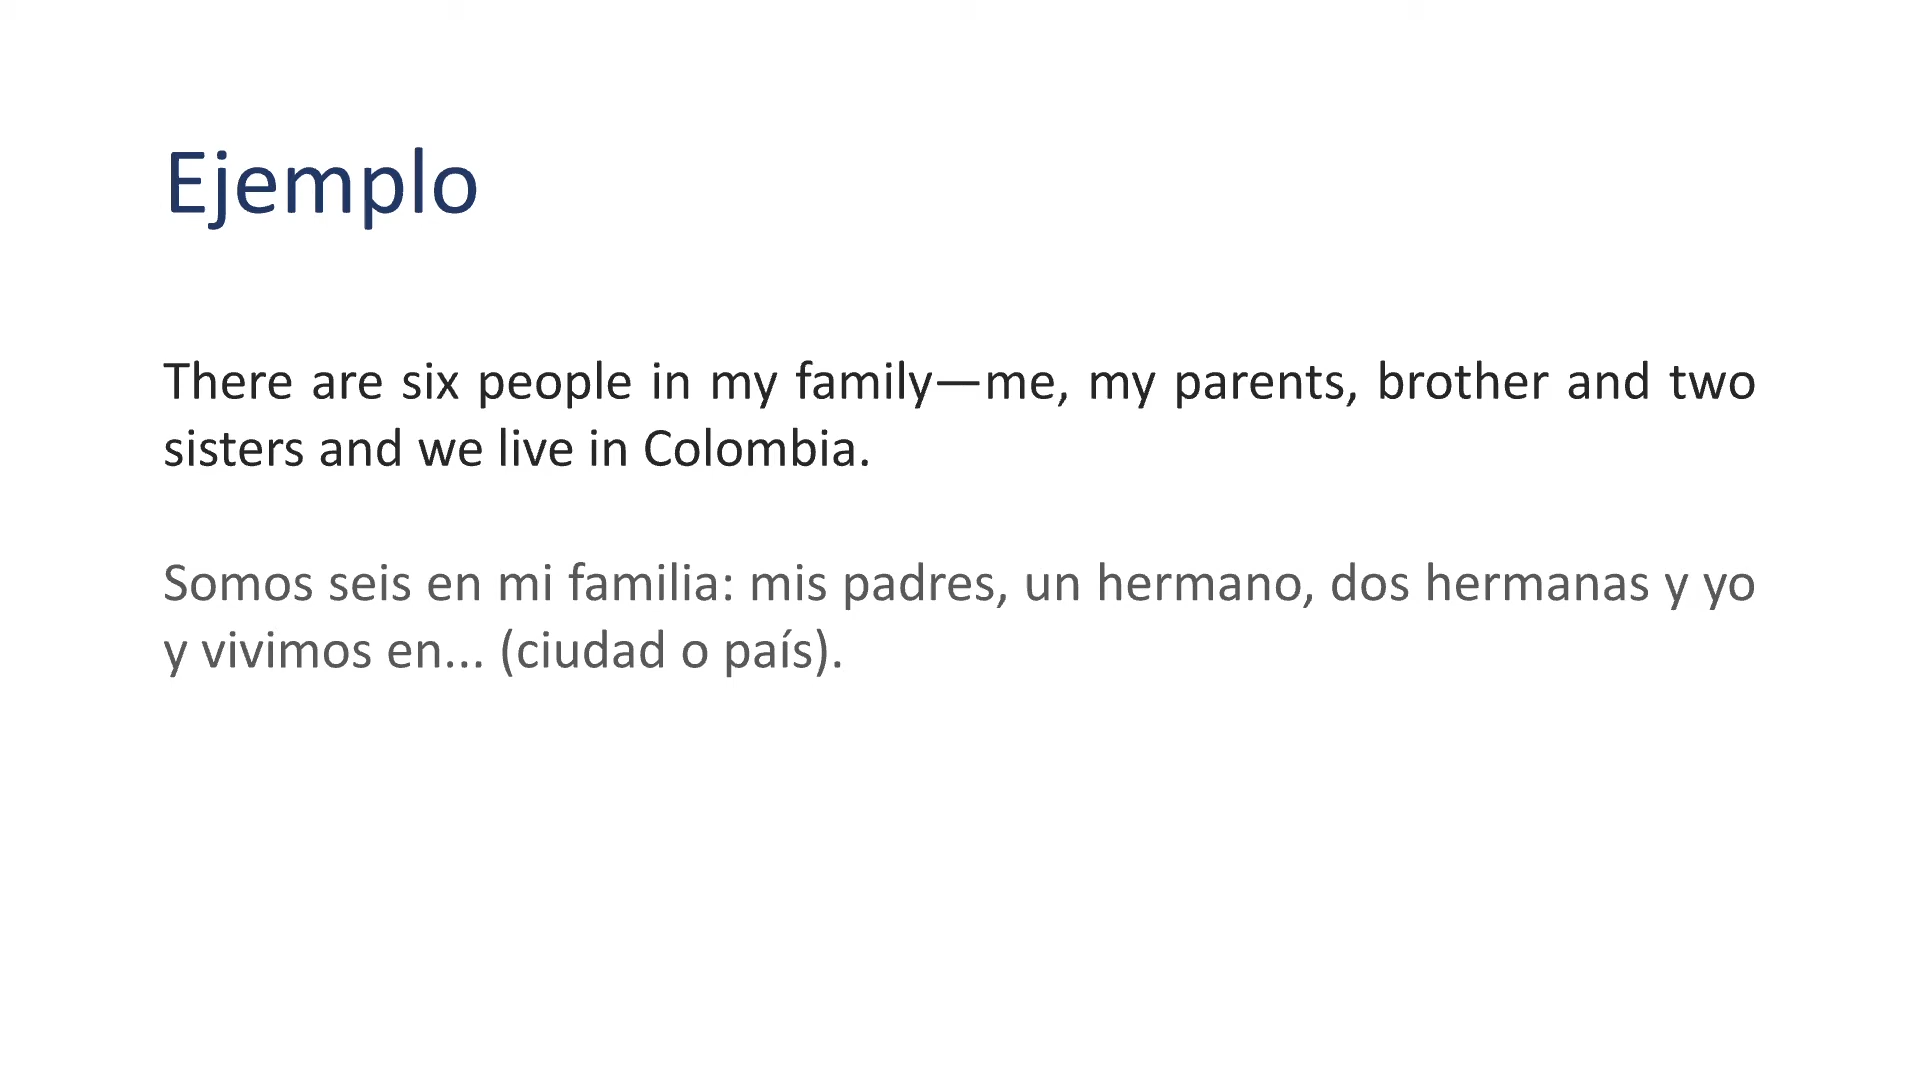 Ejemplo
There are six people in my family—me, my parents, brother and two
sisters and we live in Colombia.
Somos seis en mi familia: mis padres, un hermano, dos hermanas y yo
y vivimos en... (ciudad o país).